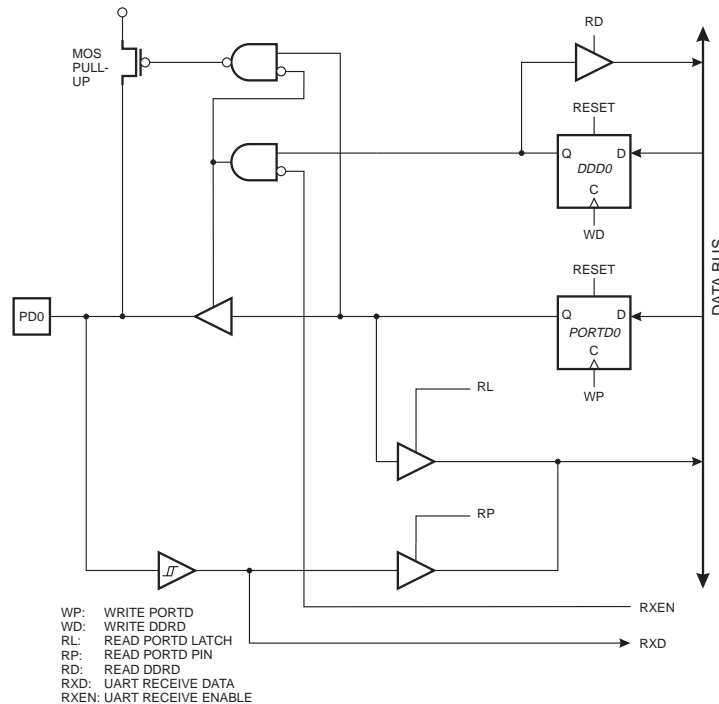 RD
MOS
PULL-
UP
RESET
Q
D
DDD0
C
WD
DATA BUS
RESET
PD0
Q
D
PORTD0
C
WP
RL
RP
RXEN
RXD
WP: WRITE PORTD
WD: WRITE DDRD
RL: READ PORTD LATCH
RP: READ PORTD PIN
RD: READ DDRD
RXD: UART RECEIVE DATA
RXEN: UART RECEIVE ENABLE